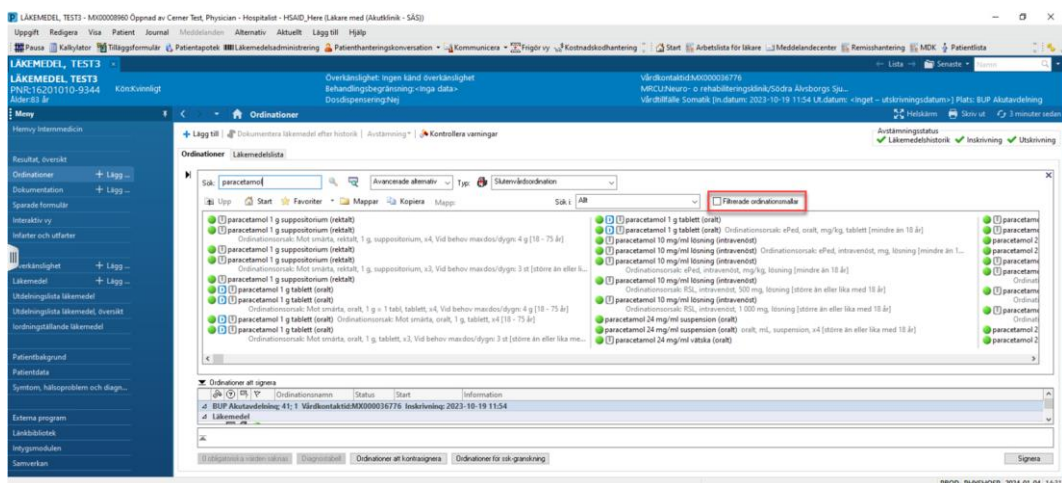 LÄKEMEDEL, TEST3 - MX00008960 Öppnad av Cerner Test, Physician - Hospitalist - HSAID_Here (Läkare med (Akutklinik - SÄS))
Uppgift Redigera Visa Patient Journal Meddelanden Alternativ Aktuellt Lägg till Hjälp
Pausa Kalkylator Tilläggsformulär Patientapotek Läkemedelsadministrering Patienthanteringskonversation Kommunicera Frigör vy Kostnadskodhantering Start Arbetslista för läkare Meddelandecenter Remisshantering MDK Patientlista
LÄKEMEDEL, TEST3 × Lista Senaste Namn
LÄKEMEDEL, TEST3 Överkänslighet: Ingen känd överkänslighet Vårdkontaktid:MX000036776
PNR:16201010-9344 Kön:Kvinnligt Behandlingsbegränsning:<Inga data> MRCU:Neuro- o rehabiliteringsklinik/Södra Älvsborgs Sju...
Ålder:83 år Dosdispensering:Nej Vårdtillfälle Somatik [In.datum: 2023-10-19 11:54 Ut.datum: <Inget - utskrivningsdatum>] Plats: BUP Akutavdelning
Meny Ordinationer Helskärm Skriv ut 3 minuter sedan
Hemvy Internmedicin
Resultat, översikt
Ordinationer + Lägg ...
Dokumentation + Lägg ...
Sparade formulär
Interaktiv vy
Infarter och utfarter
verkänslighet + Lägg ...
Läkemedel + Lägg ...
Utdelningslista läkemedel
Utdelningslista läkemedel, översikt
Iordningställande läkemedel
Patientbakgrund
Patientdata
Symtom, hälsoproblem och diagn...
Externa program
Länkbibliotek
Intygsmodulen
Samverkan
+ Lägg till Dokumentera läkemedel efter historik Avstämning Kontrollera varningar
Avstämningsstatus
Läkemedelshistorik Inskrivning Utskrivning
Ordinationer Läkemedelslista
Sök: paracetamol Avancerade alternativ Typ: Slutenvårdsordination
Upp Start Favoriter Mappar Kopiera Mapp: Sök i: Allt Filtrerade ordinationsmallar
paracetamol 1 g suppositorium (rektalt)
paracetamol 1 g suppositorium (rektalt)
Ordinationsorsak: Mot smärta, rektalt, 1 g, suppositorium, x4, Vid behov maxdos/dygn: 4 g [18 - 75 år]
paracetamol 1 g suppositorium (rektalt)
Ordinationsorsak: Mot smärta, rektalt, 1 g, suppositorium, x3, Vid behov maxdos/dygn: 3 st [större än eller li...
paracetamol 1 g suppositorium (rektalt)
paracetamol 1 g tablett (oralt)
paracetamol 1 g tablett (oralt)
Ordinationsorsak: Mot smärta, oralt, 1 g = 1 tabl, tablett, x4, Vid behov maxdos/dygn: 4 g [18 - 75 år]
paracetamol 1 g tablett (oralt) Ordinationsorsak: Mot smärta, oralt, 1 g, tablett, x4 [18 - 75 år]
paracetamol 1 g tablett (oralt)
Ordinationsorsak: Mot smärta, oralt, 1 g, tablett, x3, Vid behov maxdos/dygn: 3 st [större än eller lika me...
paracetamol 1 g tablett (oralt)
paracetamol 1 g tablett (oralt) Ordinationsorsak: ePed, oralt, mg/kg, tablett [mindre än 18 år]
paracetamol 10 mg/ml lösning (intravenöst)
paracetamol 10 mg/ml lösning (intravenöst) Ordinationsorsak: ePed, intravenöst, mg, lösning [mindre än 1...
paracetamol 10 mg/ml lösning (intravenöst)
Ordinationsorsak: ePed, intravenöst, mg/kg, lösning [mindre än 18 år]
paracetamol 10 mg/ml lösning (intravenöst)
Ordinationsorsak: RSL, intravenöst, 500 mg, lösning [större än eller lika med 18 år]
paracetamol 10 mg/ml lösning (intravenöst)
Ordinationsorsak: RSL, intravenöst, 1 000 mg, lösning [större än eller lika med 18 år]
paracetamol 24 mg/ml suspension (oralt)
paracetamol 24 mg/ml suspension (oralt) oralt, mL, suspension, x4 [större än eller lika med 18 år]
paracetamol 24 mg/ml vätska (oralt)
Ordinationer att signera
Ordinationsnamn Status Start Information
BUP Akutavdelning; 41; 1 Vårdkontaktid:MX000036776 Inskrivning: 2023-10-19 11:54
Läkemedel
0 obligatoriska värden saknas Diagnostabell Ordinationer att kontrasignera Ordinationer för ssk-granskning Signera